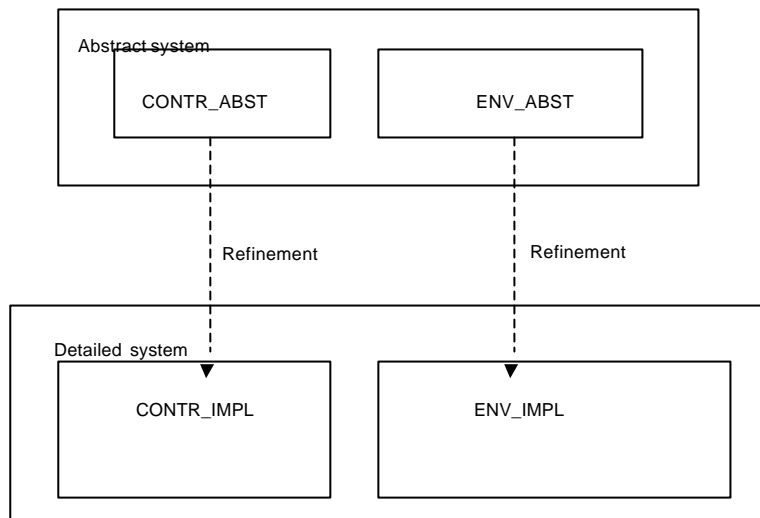 Abstract system
CONTR_ABST
ENV_ABST
Refinement
Refinement
Detailed system
CONTR_IMPL
ENV_IMPL